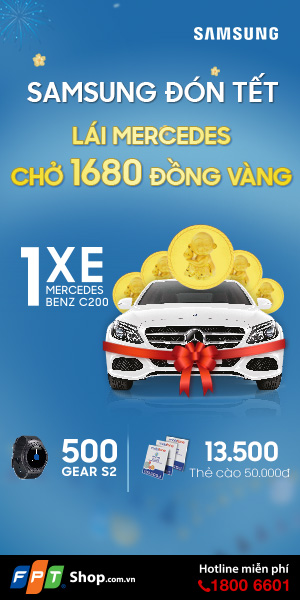 SAMSUNG
SAMSUNG ĐÓN TẾT
LÁI MERCEDES
CHỞ 1680 ĐỒNG VÀNG
1 XE
MERCEDES
BENZ C200
500
GEAR S2
13.500
Thẻ cào 50.000đ
FPT Shop.com.vn
Hotline miễn phí
1800 6601